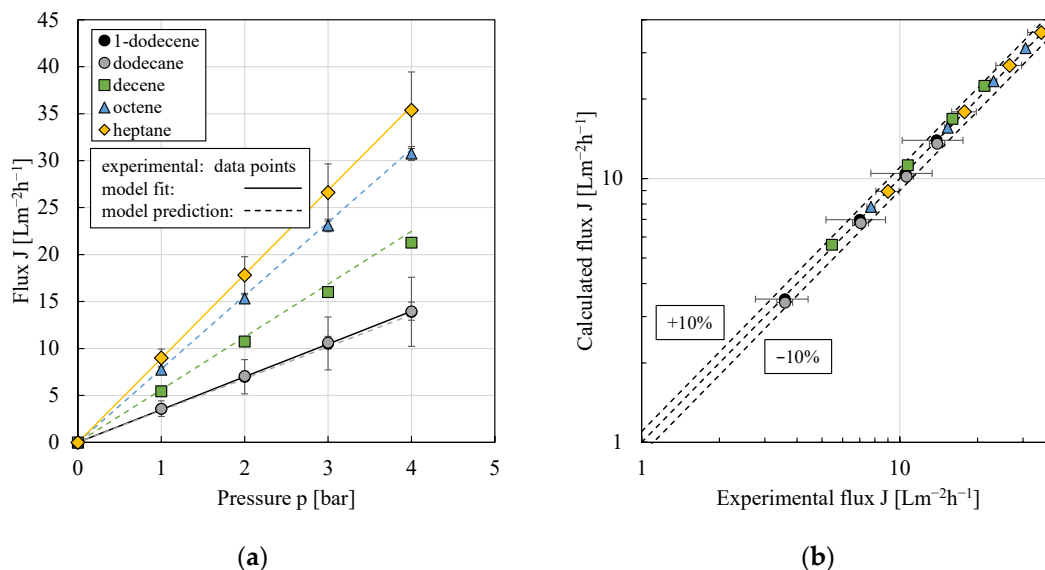 45
40
35
30
25
20
15
10
5
0
Flux J [Lm−2h−1]
1-dodecene
dodecane
decene
octene
heptane
experimental: data points
model fit:
model prediction:
0 1 2 3 4 5
Pressure p [bar]
(a)
10
1
Calculated flux J [Lm−2h−1]
+10%
−10%
1 10
Experimental flux J [Lm−2h−1]
(b)